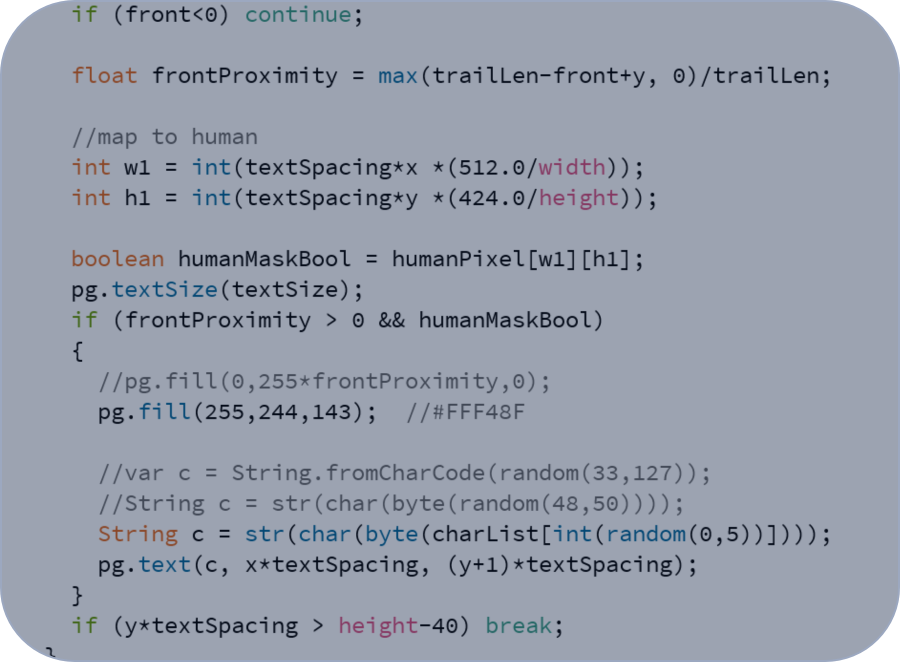 if (front<0) continue;
float frontProximity = max(trailLen-front+y, 0)/trailLen;
//map to human
int w1 = int(textSpacing*x *(512.0/width));
int h1 = int(textSpacing*y *(424.0/height));
boolean humanMaskBool = humanPixel[w1][h1];
pg.textSize(textSize);
if (frontProximity > 0 && humanMaskBool)
{
//pg.fill(0,255*frontProximity,0);
pg.fill(255,244,143);  //#FFF48F
//var c = String.fromCharCode(random(33,127));
//String c = str(char(byte(random(48,50))));
String c = str(char(byte(charList[int(random(0,5))])));
pg.text(c, x*textSpacing, (y+1)*textSpacing);
}
if (y*textSpacing > height-40) break;
}